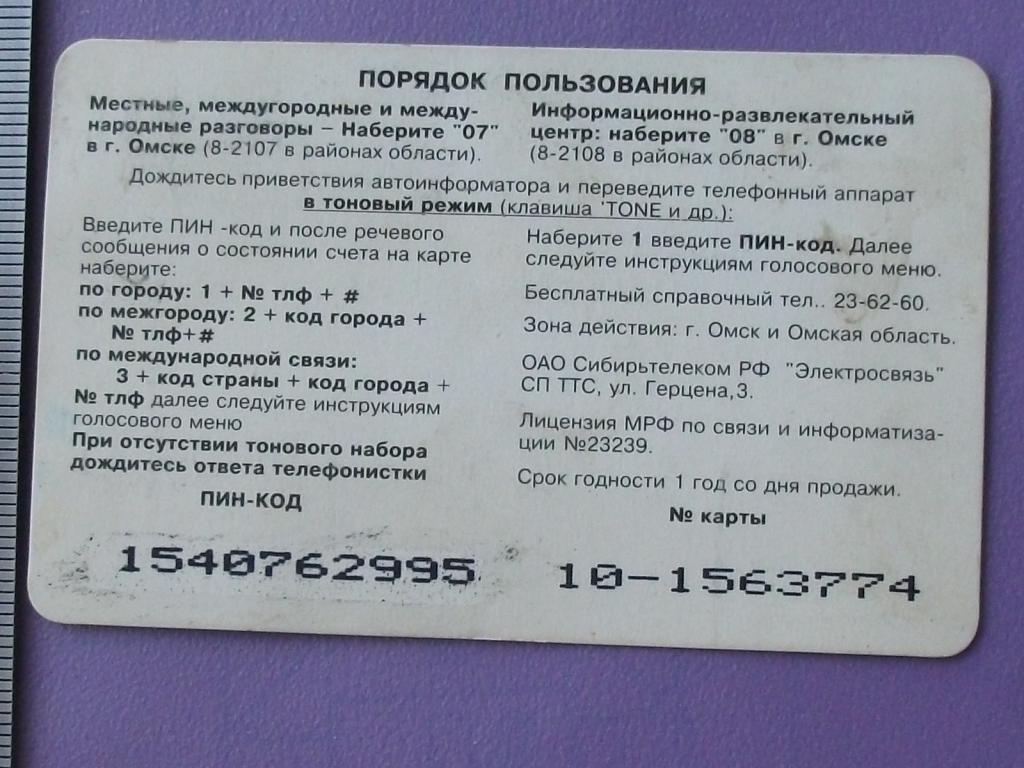 ПОРЯДОК ПОЛЬЗОВАНИЯ
Местные, междугородные и между-
народные разговоры – Наберите "07"
в г. Омске (8-2107 в районах области).
Информационно-развлекательный
центр: наберите "08" в г. Омске
(8-2108 в районах области).
Дождитесь приветствия автоинформатора и переведите телефонный аппарат
в тоновый режим (клавиша 'TONE и др.):
Введите ПИН -код и после речевого
сообщения о состоянии счета на карте
наберите:
по городу: 1 + № тлф + #
по межгороду: 2 + код города +
№ тлф+#
по международной связи:
3 + код страны + код города +
№ тлф далее следуйте инструкциям
голосового меню
При отсутствии тонового набора
дождитесь ответа телефонистки
ПИН-КОД
1540762995
Наберите 1 введите ПИН-код. Далее
следуйте инструкциям голосового меню.
Бесплатный справочный тел.. 23-62-60.
Зона действия: г. Омск и Омская область.
ОАО Сибирьтелеком РФ "Электросвязь"
СП ТТС, ул. Герцена,3.
Лицензия МРФ по связи и информатиза-
ции №23239.
Срок годности 1 год со дня продажи.
№ карты
10-1563774